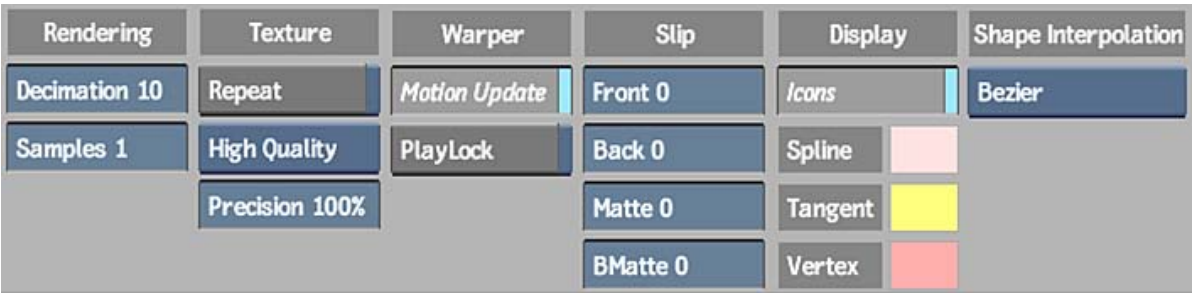 Rendering Texture Warper Slip Display Shape Interpolation
Decimation 10 Repeat Motion Update Front 0 Icons Bezier
Samples 1 High Quality PlayLock Back 0 Spline
Precision 100% Matte 0 Tangent
BMatte 0 Vertex